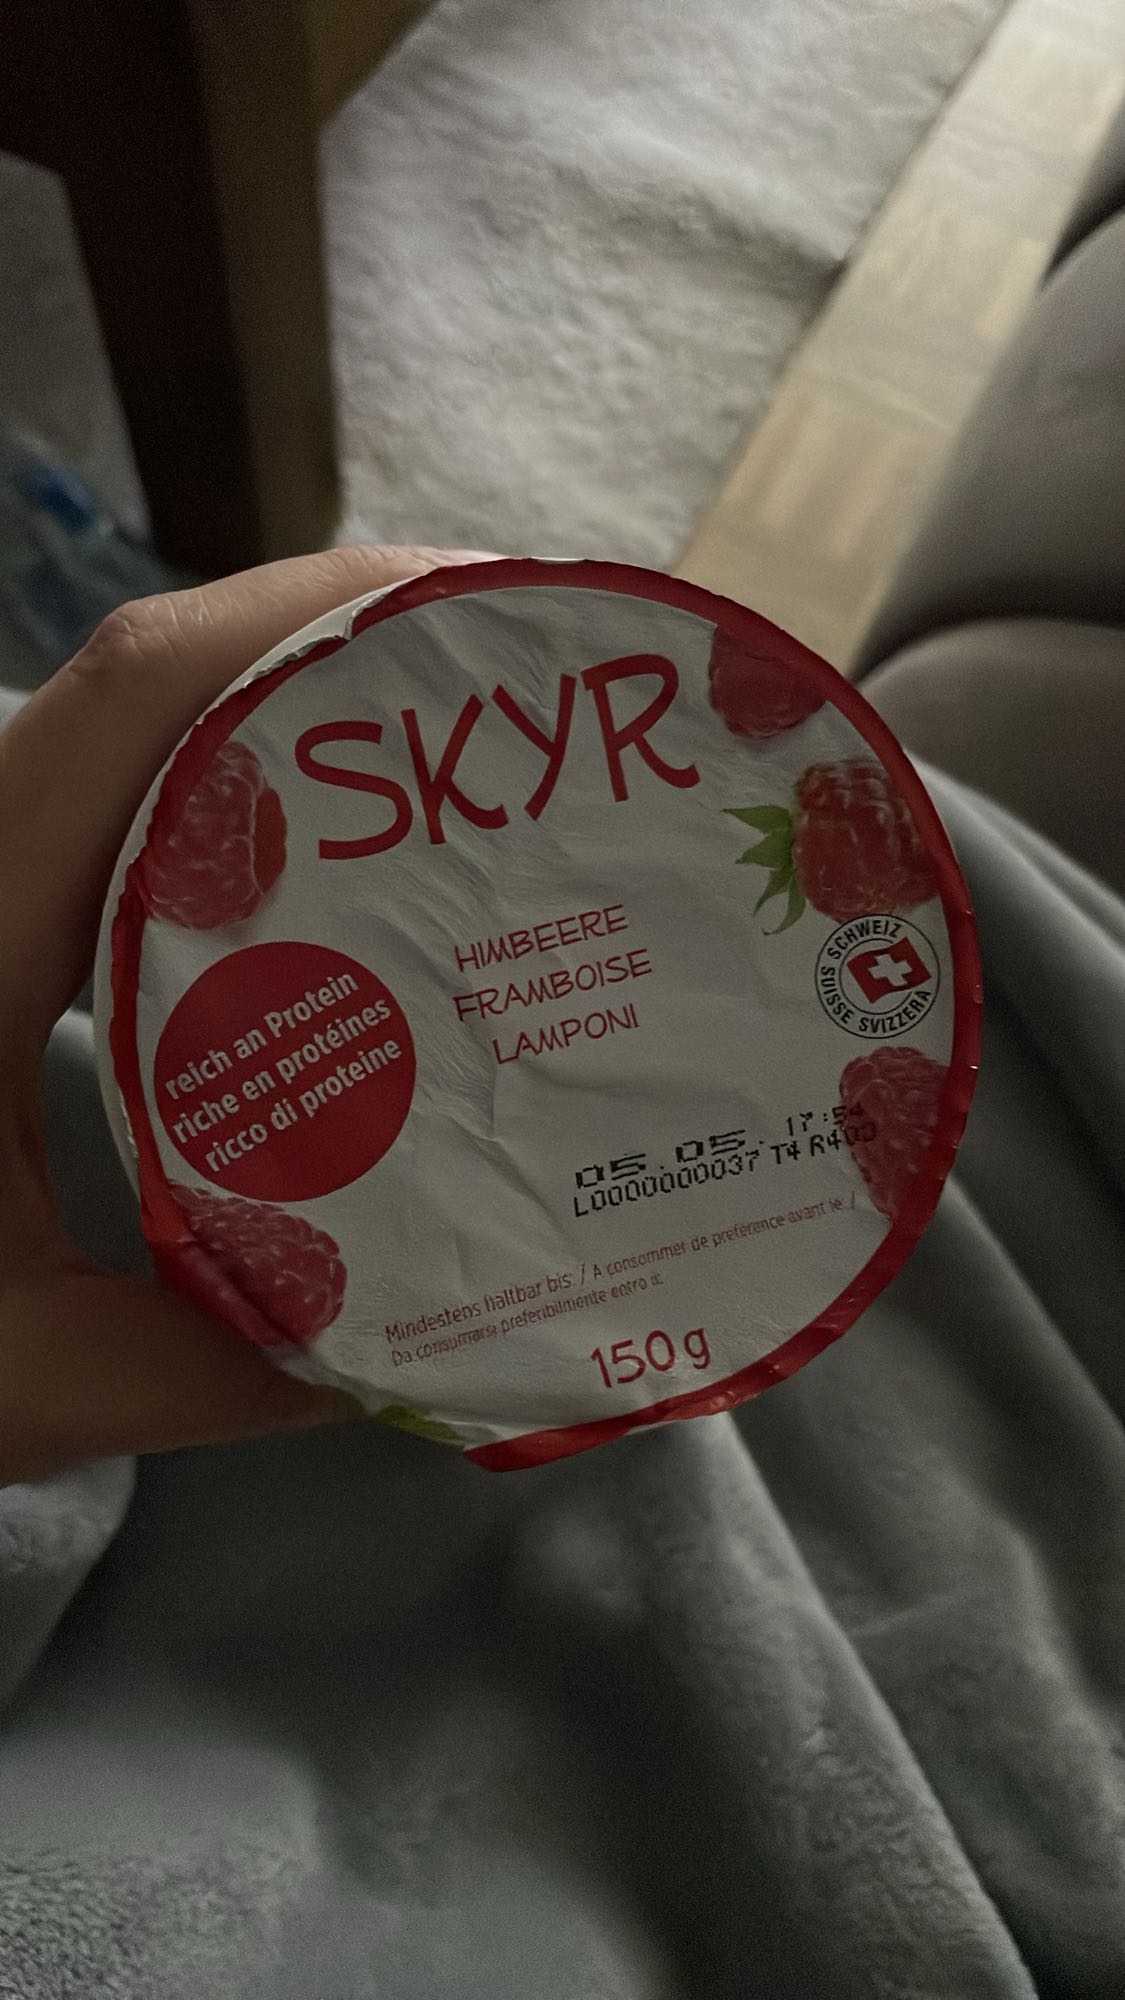 SKYR
HIMBEERE
FRAMBOISE
LAMPONI
reich an Protein
riche en protéines
ricco di proteine
SCHWEIZ
SUISSE SVIZZERA
05.05. 17:54
L0000000037 T4 R400
Mindestens haltbar bis: / A consommer de préférence avant le: /
Da consumarsi preferibilmente entro il:
150 g